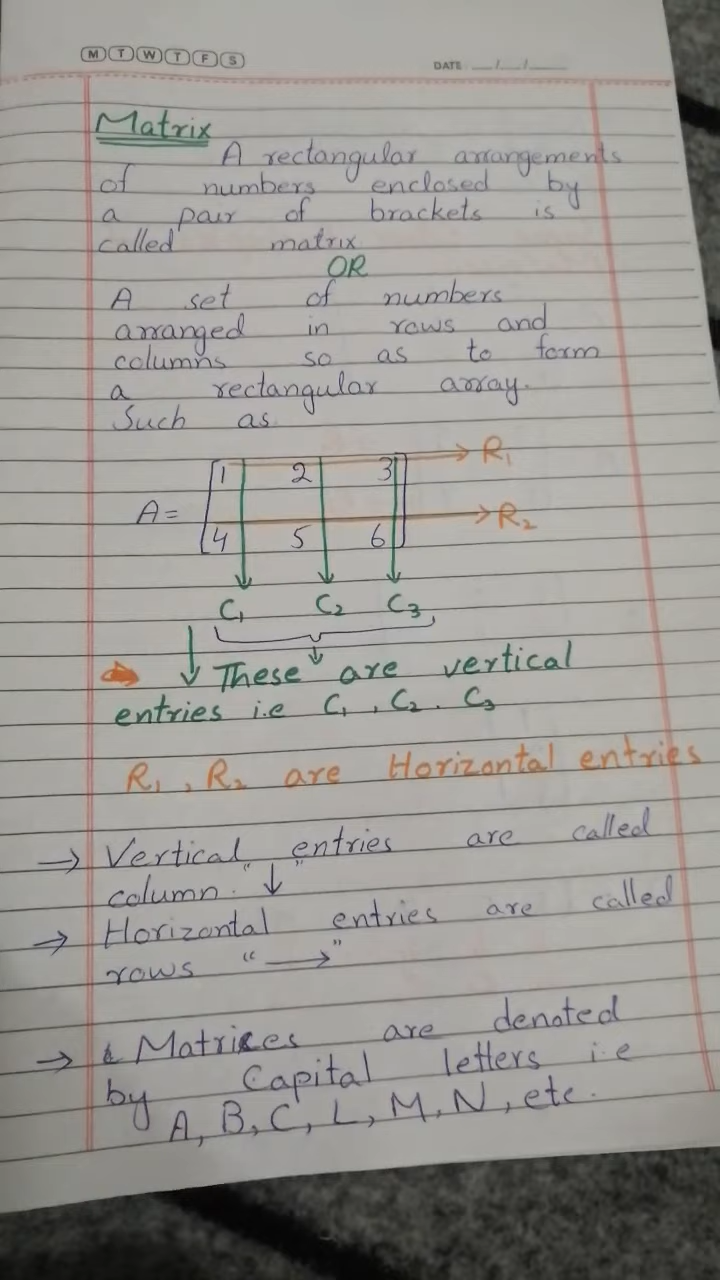 M T W T F S
DATE __/__/__
Matrix
A rectangular arrangements
of numbers enclosed by
a pair of brackets is
called matrix
OR
A set of numbers
arranged in rows and
columns so as to form
a rectangular array.
Such as
1 2 3 → R₁
A=
4 5 6 → R₂
C₁ C₂ C₃
↓ These are vertical
entries i.e C₁, C₂. C₃
R₁, R₂ are Horizontal entries
→ Vertical entries are called
column. "↓"
→ Horizontal entries are called
rows "→"
→ Matrices are denoted
by Capital letters i.e
A, B, C, L, M, N, etc.